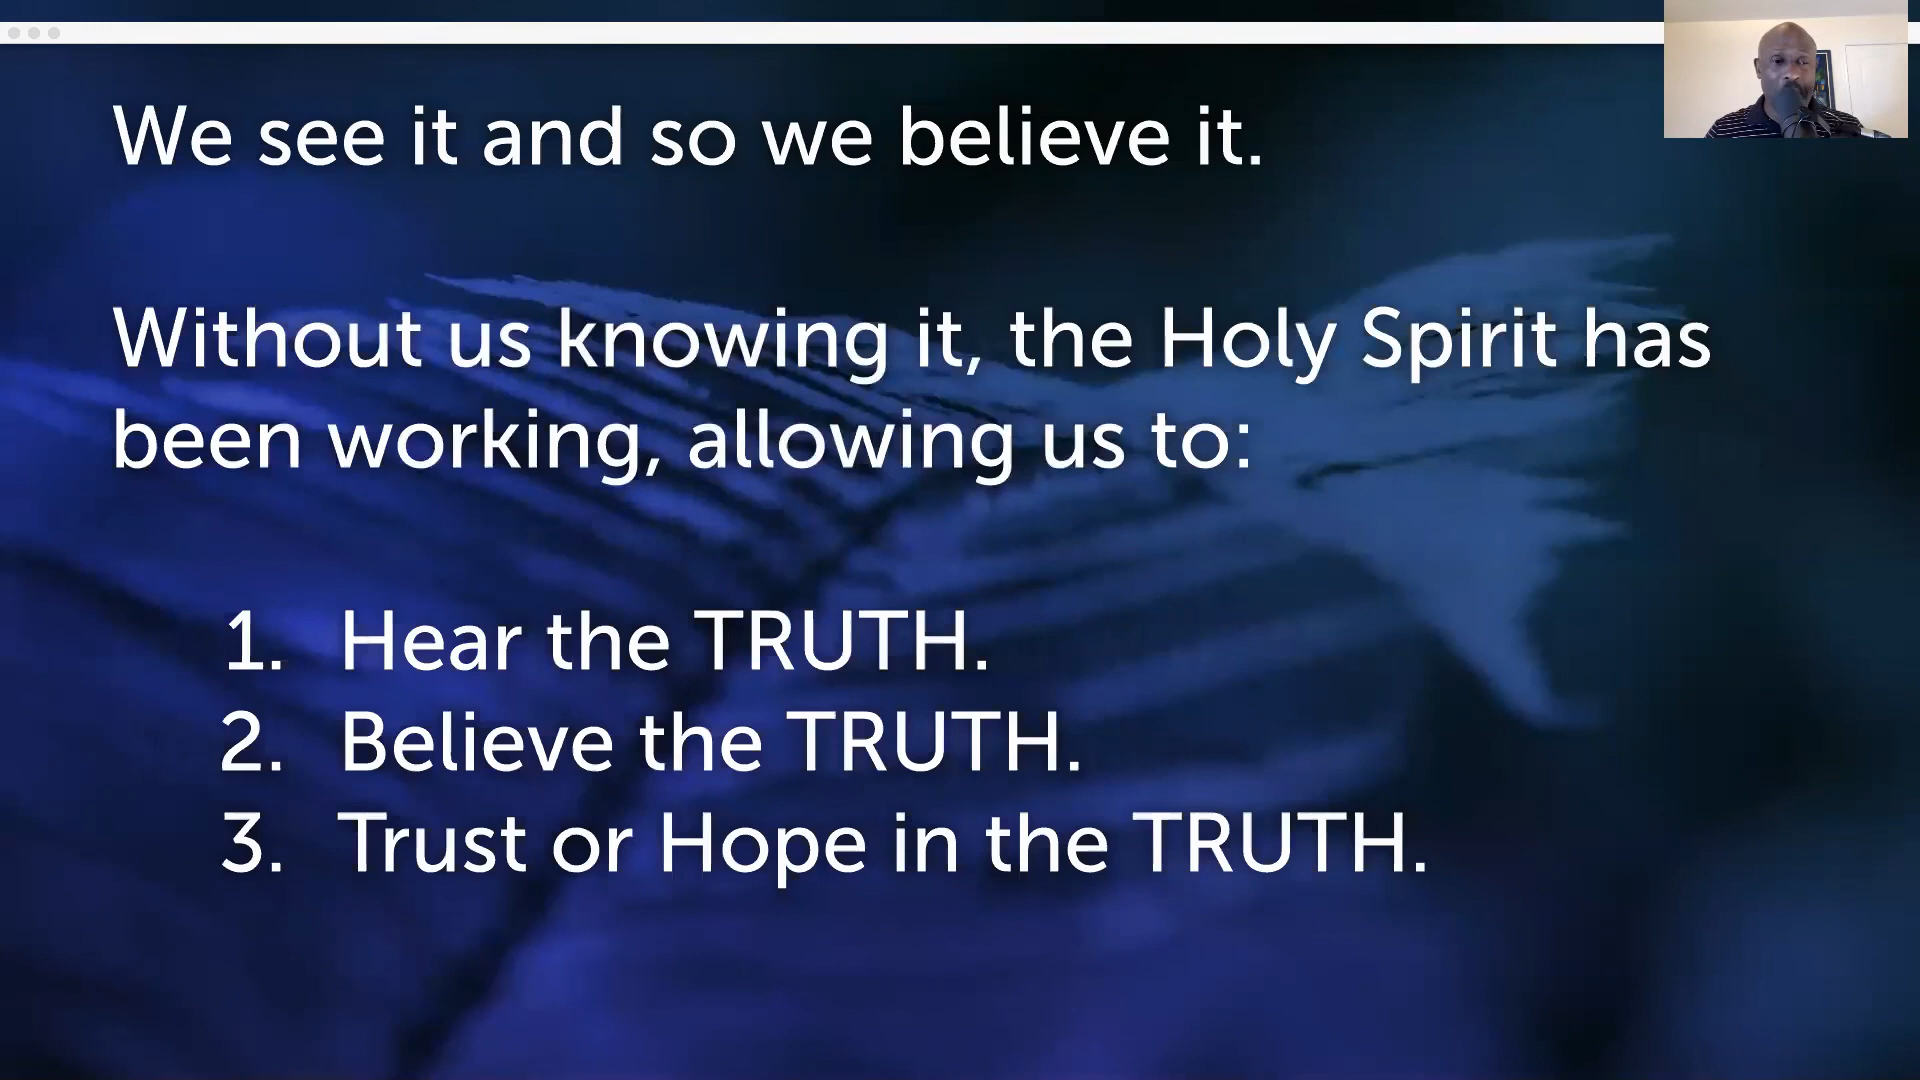 We see it and so we believe it.
Without us knowing it, the Holy Spirit has
been working, allowing us to:
1. Hear the TRUTH.
2. Believe the TRUTH.
3. Trust or Hope in the TRUTH.